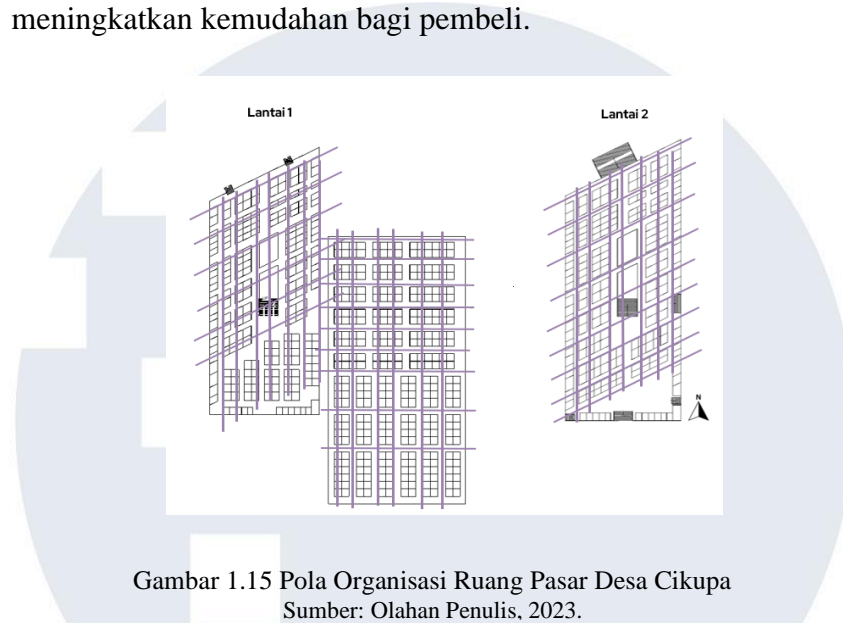 meningkatkan kemudahan bagi pembeli.
Lantai 1
Lantai 2
N
Gambar 1.15 Pola Organisasi Ruang Pasar Desa Cikupa
Sumber: Olahan Penulis, 2023.